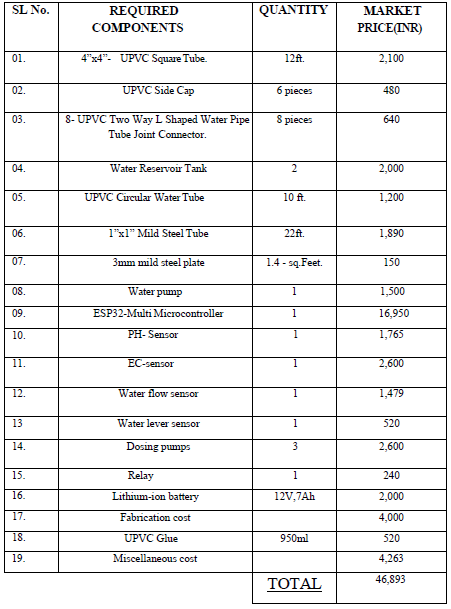 SL No. REQUIRED COMPONENTS QUANTITY MARKET PRICE(INR)
01. 4”x4”- UPVC Square Tube. 12ft. 2,100
02. UPVC Side Cap 6 pieces 480
03. 8- UPVC Two Way L Shaped Water Pipe Tube Joint Connector. 8 pieces 640
04. Water Reservoir Tank 2 2,000
05. UPVC Circular Water Tube 10 ft. 1,200
06. 1”x1” Mild Steel Tube 22ft. 1,890
07. 3mm mild steel plate 1.4 - sq.Feet. 150
08. Water pump 1 1,500
09. ESP32-Multi Microcontroller 1 16,950
10. PH- Sensor 1 1,765
11. EC-sensor 1 2,600
12. Water flow sensor 1 1,479
13 Water lever sensor 1 520
14. Dosing pumps 3 2,600
15. Relay 1 240
16. Lithium-ion battery 12V,7Ah 2,000
17. Fabrication cost 4,000
18. UPVC Glue 950ml 520
19. Miscellaneous cost 4,263
TOTAL 46,893